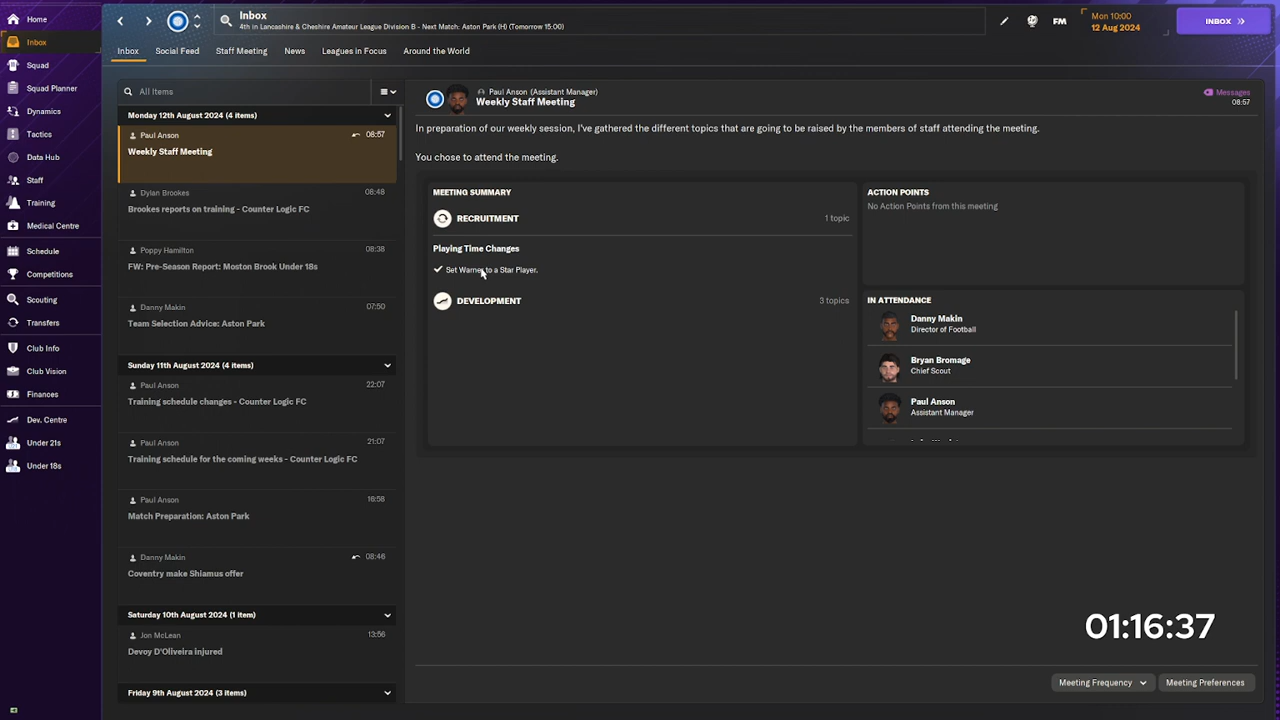 Home
Inbox
Squad
Squad Planner
Dynamics
Tactics
Data Hub
Staff
Training
Medical Centre
Schedule
Competitions
Scouting
Transfers
Club Info
Club Vision
Finances
Dev. Centre
Under 21s
Under 18s
Inbox
4th in Lancashire & Cheshire Amateur League Division B - Next Match: Aston Park (H) (Tomorrow 15:00)
FM
Mon 10:00
12 Aug 2024
INBOX
Inbox Social Feed Staff Meeting News Leagues in Focus Around the World
All Items
Monday 12th August 2024 (4 items)
Paul Anson 08:57
Weekly Staff Meeting
Dylan Brookes 08:48
Brookes reports on training - Counter Logic FC
Poppy Hamilton 08:38
FW: Pre-Season Report: Moston Brook Under 18s
Danny Makin 07:50
Team Selection Advice: Aston Park
Sunday 11th August 2024 (4 items)
Paul Anson 22:07
Training schedule changes - Counter Logic FC
Paul Anson 21:07
Training schedule for the coming weeks - Counter Logic FC
Paul Anson 16:58
Match Preparation: Aston Park
Danny Makin 08:46
Coventry make Shiamus offer
Saturday 10th August 2024 (1 item)
Jon McLean 13:56
Devoy D'Oliveira injured
Friday 9th August 2024 (3 items)
Paul Anson (Assistant Manager)
Weekly Staff Meeting
Messages
08:57
In preparation of our weekly session, I've gathered the different topics that are going to be raised by the members of staff attending the meeting.
You chose to attend the meeting.
MEETING SUMMARY
RECRUITMENT 1 topic
Playing Time Changes
Set Warner to a Star Player.
DEVELOPMENT 3 topics
ACTION POINTS
No Action Points from this meeting
IN ATTENDANCE
Danny Makin
Director of Football
Bryan Bromage
Chief Scout
Paul Anson
Assistant Manager
01:16:37
Meeting Frequency
Meeting Preferences